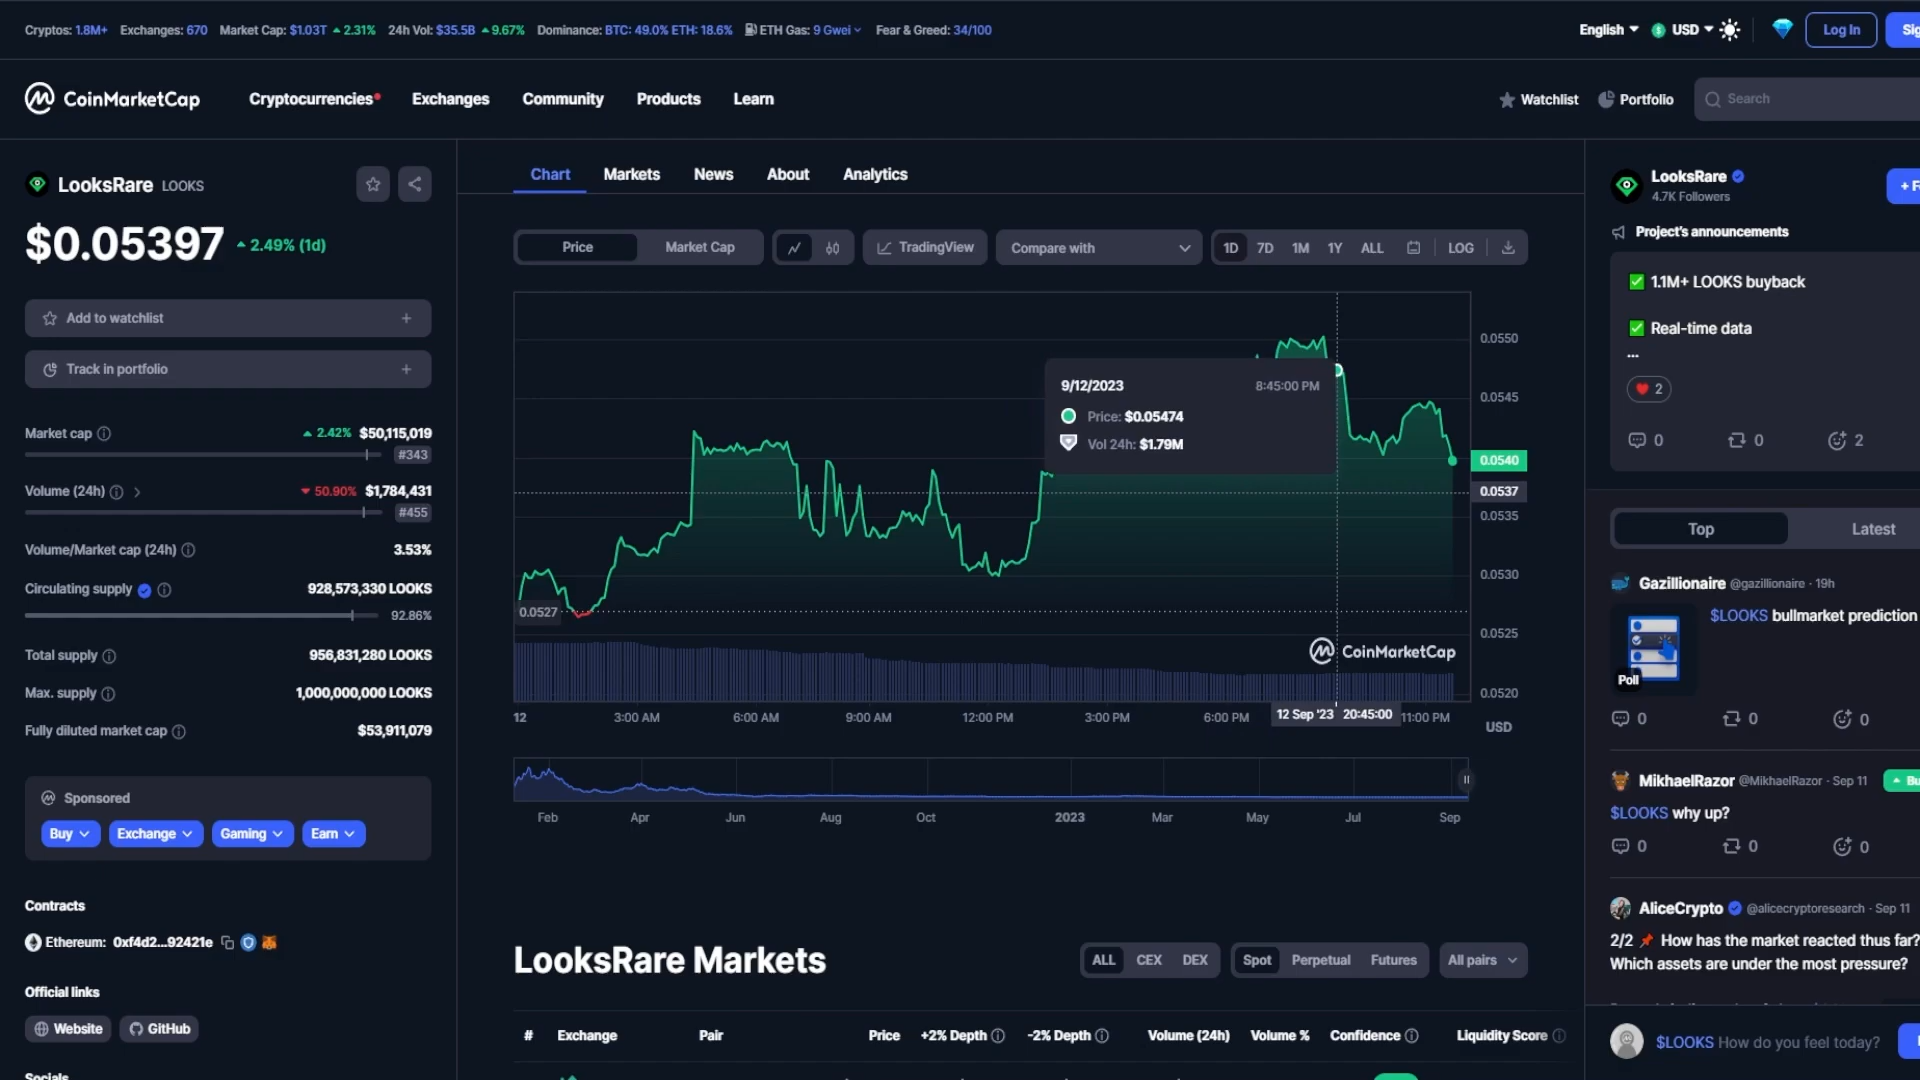 Cryptos: 1.8M+ Exchanges: 670 Market Cap: $1.03T 2.31% 24h Vol: $35.5B 9.67% Dominance: BTC: 49.0% ETH: 18.6% ETH Gas: 9 Gwei Fear & Greed: 34/100
English USD Log In
CoinMarketCap Cryptocurrencies Exchanges Community Products Learn Watchlist Portfolio Search
LooksRare LOOKS
$0.05397 2.49% (1d)
Add to watchlist +
Track in portfolio +
Market cap 2.42% $50,115,019
#343
Volume (24h) 50.90% $1,784,431
#455
Volume/Market cap (24h) 3.53%
Circulating supply 928,573,330 LOOKS
92.86%
Total supply 956,831,280 LOOKS
Max. supply 1,000,000,000 LOOKS
Fully diluted market cap $53,911,079
Sponsored
Buy Exchange Gaming Earn
Contracts
Ethereum: 0xf4d2...92421e
Official links
Website GitHub
Socials
Chart Markets News About Analytics
Price Market Cap TradingView Compare with 1D 7D 1M 1Y ALL LOG
0.0550
0.0545
0.0540
0.0537
0.0535
0.0530
0.0525
0.0520
USD
9/12/2023 8:45:00 PM
Price: $0.05474
Vol 24h: $1.79M
0.0527
CoinMarketCap
12 3:00 AM 6:00 AM 9:00 AM 12:00 PM 3:00 PM 6:00 PM 12 Sep '23 20:45:00 11:00 PM
Feb Apr Jun Aug Oct 2023 Mar May Jul Sep
LooksRare Markets
ALL CEX DEX Spot Perpetual Futures All pairs
# Exchange Pair Price +2% Depth -2% Depth Volume (24h) Volume % Confidence Liquidity Score
LooksRare
4.7K Followers
Project's announcements
1.1M+ LOOKS buyback
Real-time data
...
2
0 0 2
Top Latest
Gazillionaire @gazillionaire · 19h
$LOOKS bullmarket prediction
Poll
0 0 0
MikhaelRazor @MikhaelRazor · Sep 11
$LOOKS why up?
0 0 0
AliceCrypto @alicecryptoresearch · Sep 11
2/2 How has the market reacted thus far?
Which assets are under the most pressure?
$LOOKS How do you feel today?